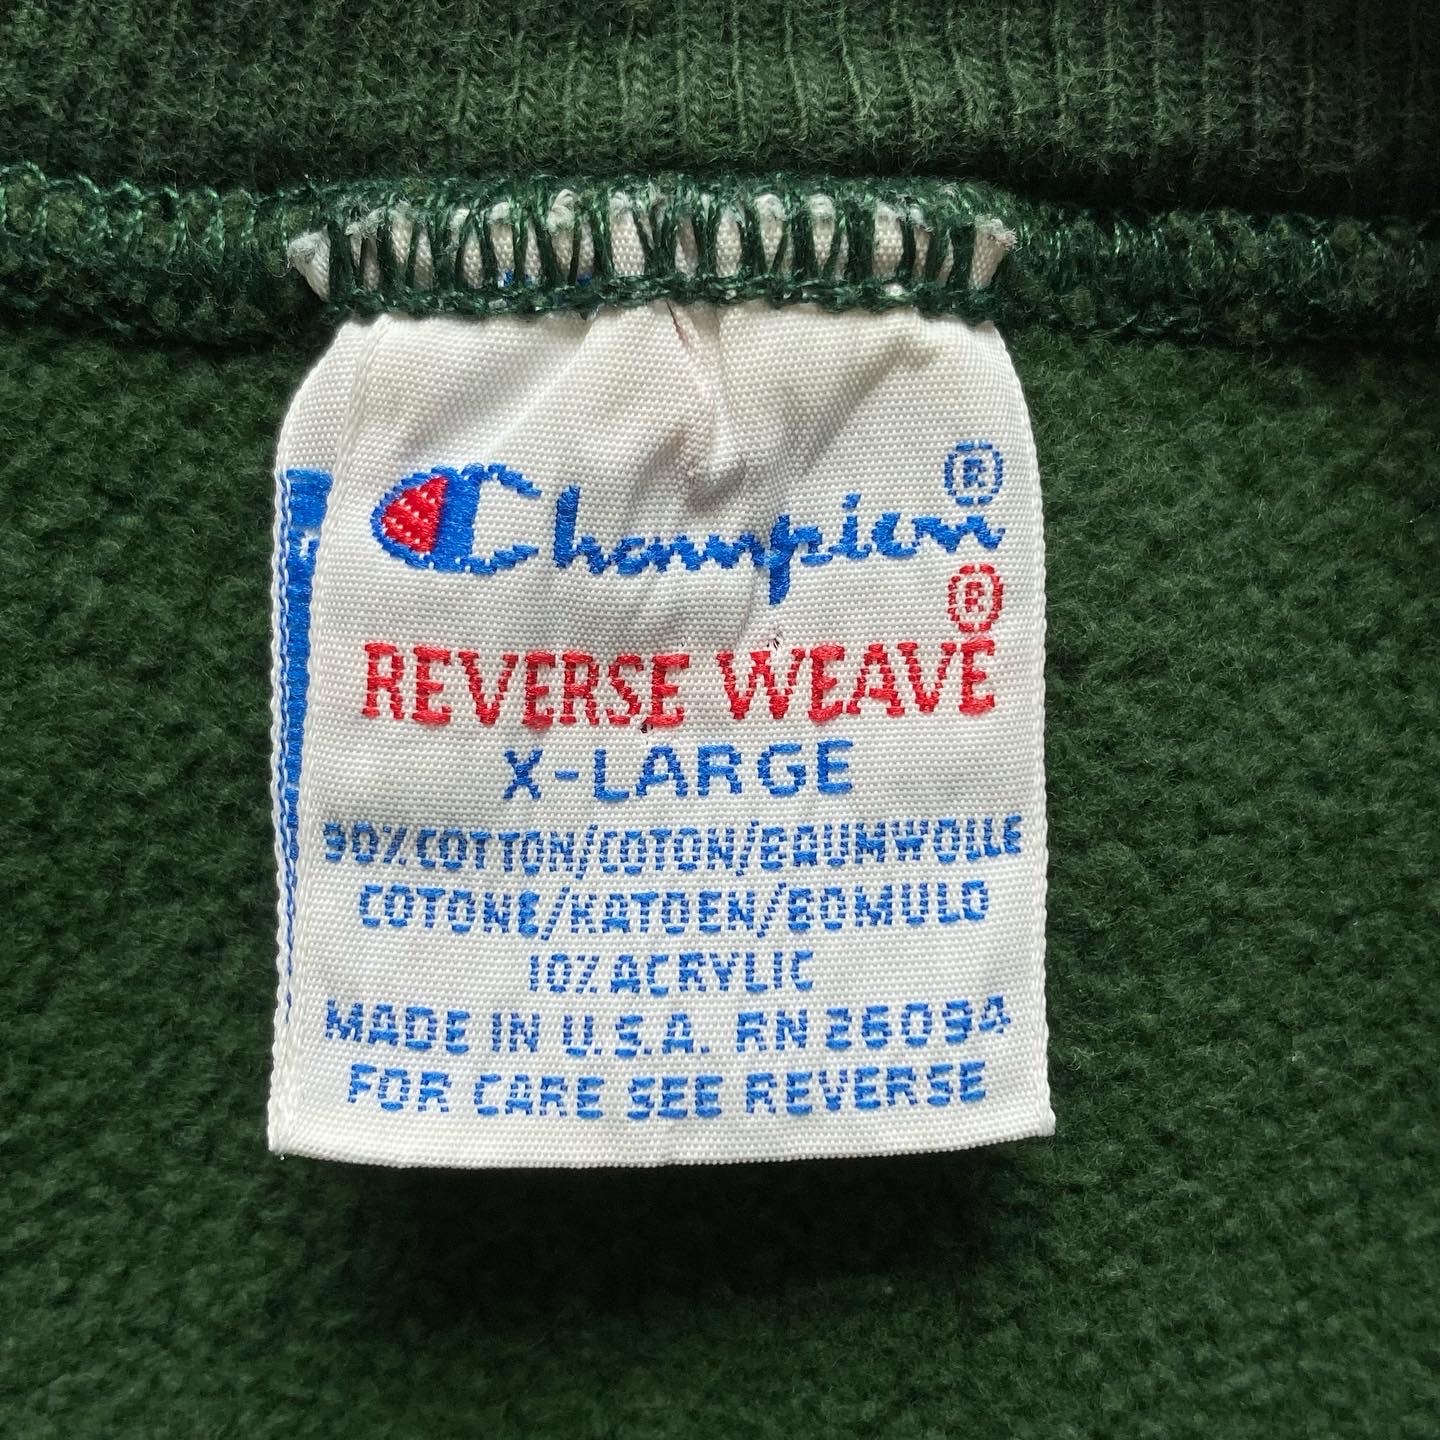 Champion®
REVERSE WEAVE®
X-LARGE
90% COTTON/COTON/BAUMWOLLE
COTONE/KATOEN/BOMULD
10% ACRYLIC
MADE IN U.S.A. RN 26094
FOR CARE SEE REVERSE